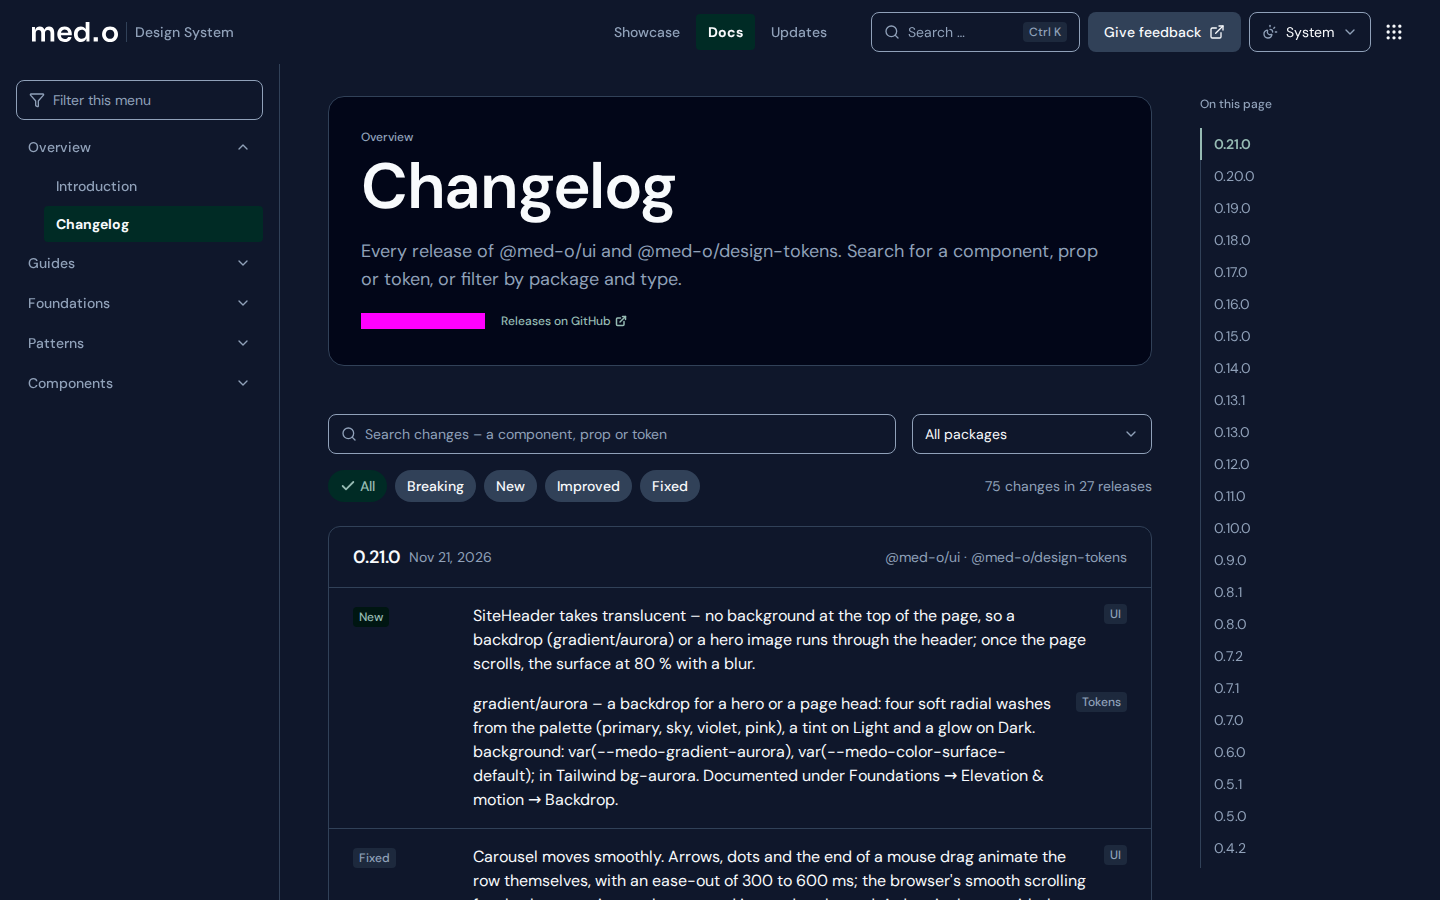 med.o
Design System
Showcase
Docs
Updates
Search ...
Ctrl K
Give feedback
System
Filter this menu
Overview
Introduction
Changelog
Guides
Foundations
Patterns
Components
Overview
Changelog
Every release of @med-o/ui and @med-o/design-tokens. Search for a component, prop
or token, or filter by package and type.
Releases on GitHub
Search changes – a component, prop or token
All packages
All
Breaking
New
Improved
Fixed
75 changes in 27 releases
0.21.0 Nov 21, 2026
@med-o/ui · @med-o/design-tokens
New
SiteHeader takes translucent – no background at the top of the page, so a
backdrop (gradient/aurora) or a hero image runs through the header; once the page
scrolls, the surface at 80 % with a blur.
UI
gradient/aurora – a backdrop for a hero or a page head: four soft radial washes
from the palette (primary, sky, violet, pink), a tint on Light and a glow on Dark.
background: var(--medo-gradient-aurora), var(--medo-color-surface-
default); in Tailwind bg-aurora. Documented under Foundations → Elevation &
motion → Backdrop.
Tokens
Fixed
Carousel moves smoothly. Arrows, dots and the end of a mouse drag animate the
row themselves, with an ease-out of 300 to 600 ms; the browser's smooth scrolling
UI
On this page
0.21.0
0.20.0
0.19.0
0.18.0
0.17.0
0.16.0
0.15.0
0.14.0
0.13.1
0.13.0
0.12.0
0.11.0
0.10.0
0.9.0
0.8.1
0.8.0
0.7.2
0.7.1
0.7.0
0.6.0
0.5.1
0.5.0
0.4.2